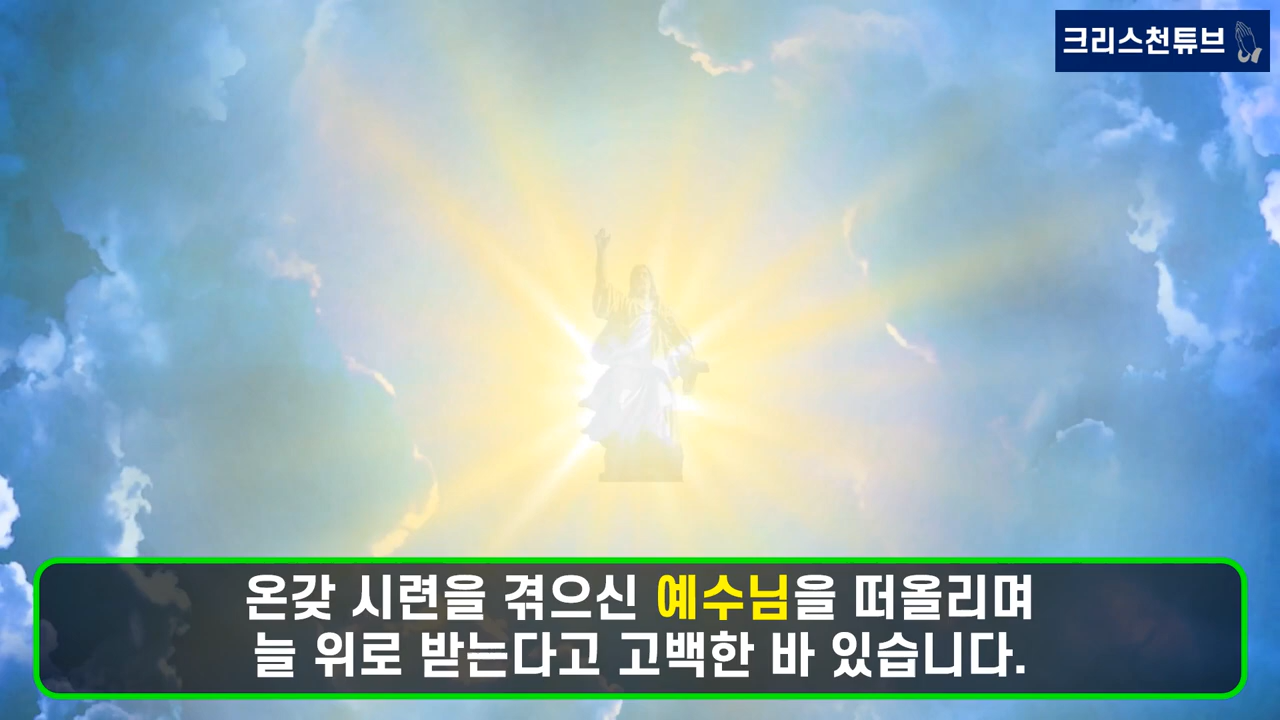 크리스천튜브
온갖 시련을 겪으신 예수님을 떠올리며
늘 위로 받는다고 고백한 바 있습니다.